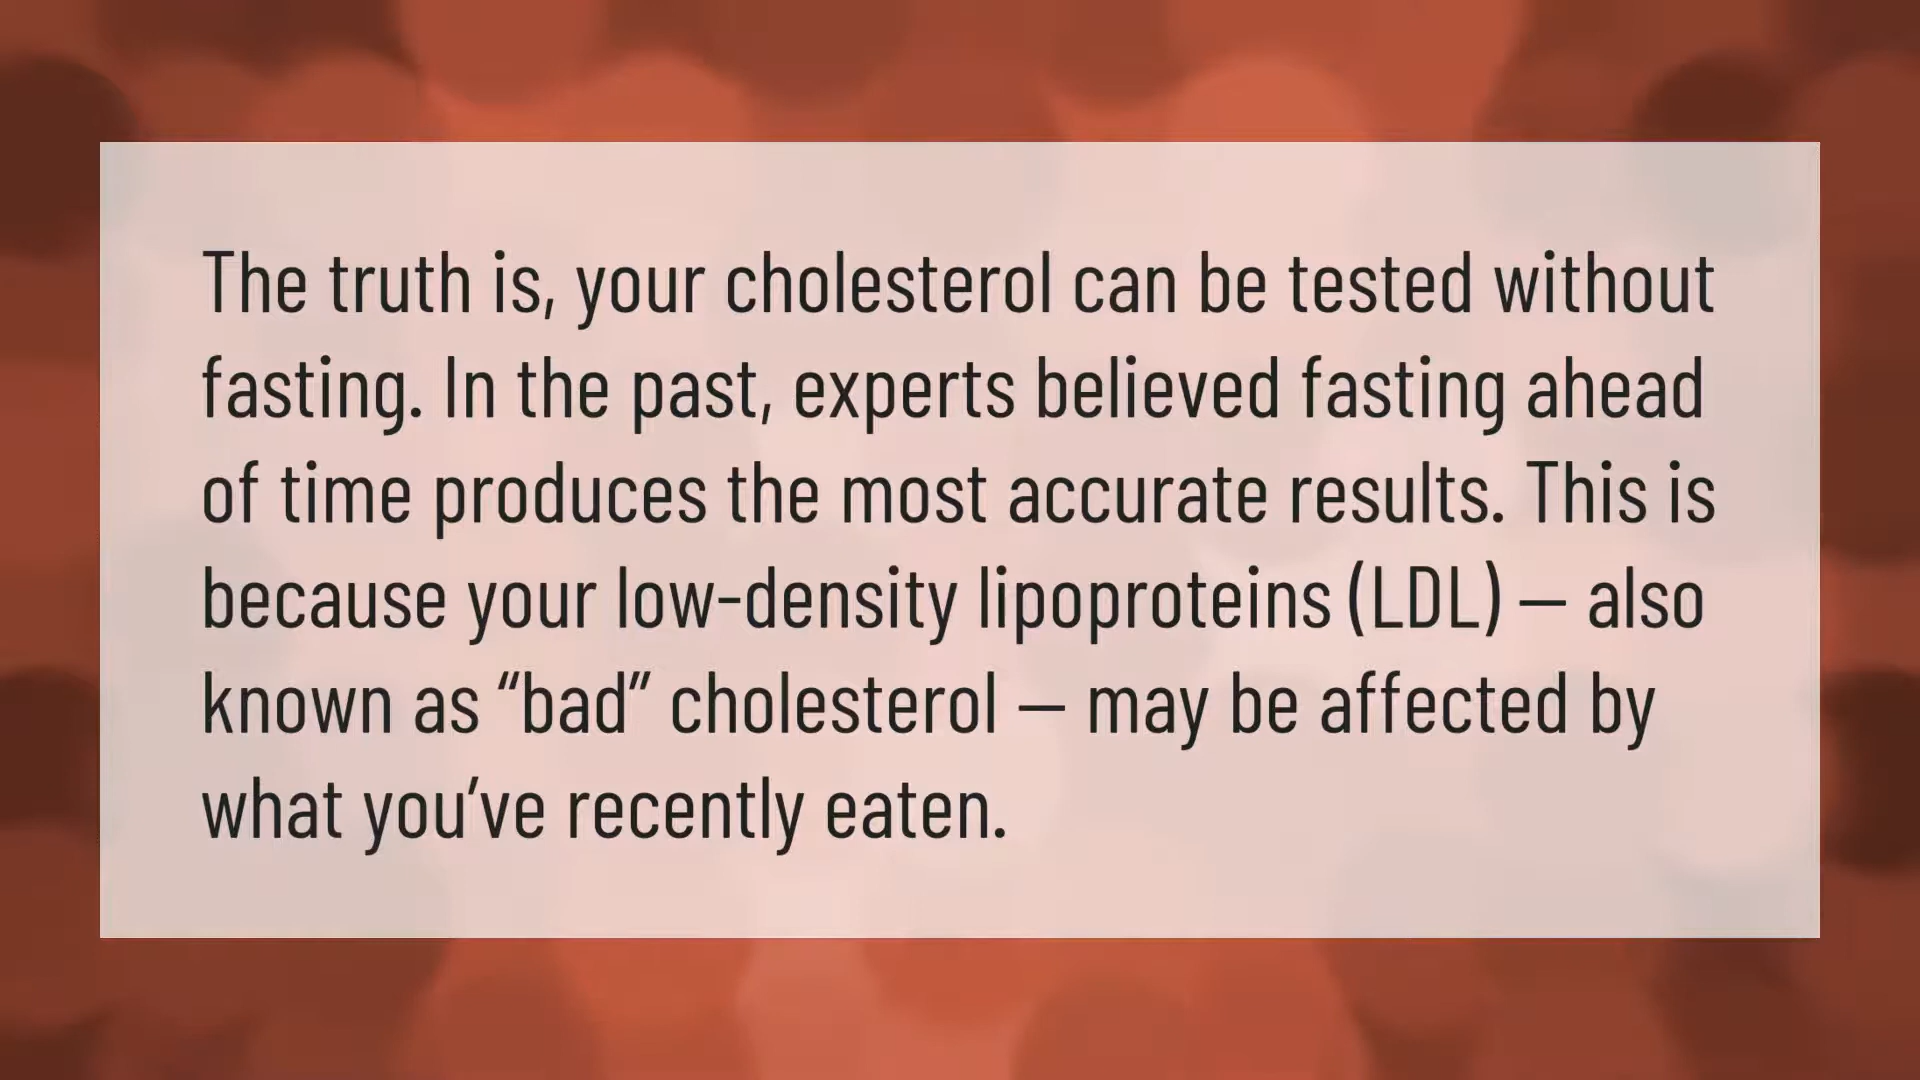 The truth is, your cholesterol can be tested without
fasting. In the past, experts believed fasting ahead
of time produces the most accurate results. This is
because your low-density lipoproteins (LDL) — also
known as “bad” cholesterol — may be affected by
what you’ve recently eaten.